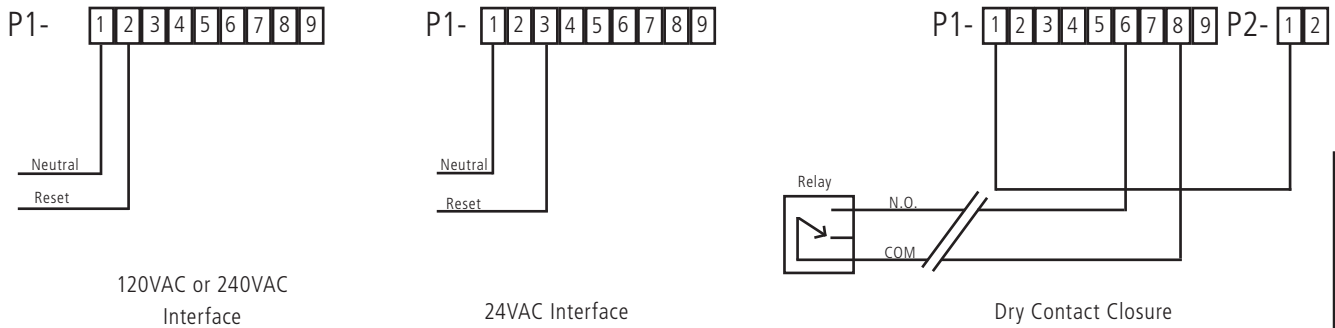 P1- 1 2 3 4 5 6 7 8 9
Neutral
Reset
120VAC or 240VAC
Interface
P1- 1 2 3 4 5 6 7 8 9
Neutral
Reset
24VAC Interface
P1- 1 2 3 4 5 6 7 8 9 P2- 1 2
Relay
N.O.
COM
Dry Contact Closure